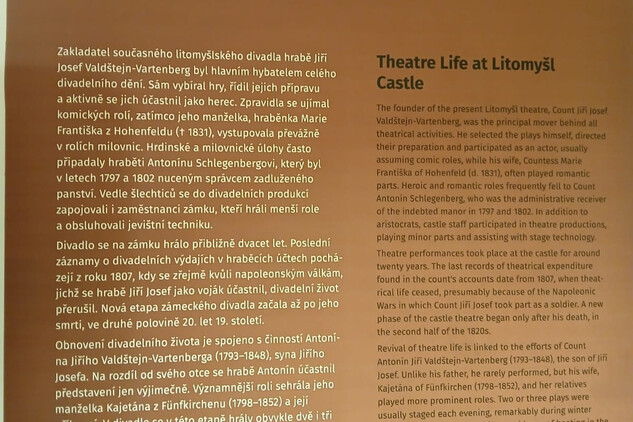 Zakladatel současného litomyšlského divadla hrabě Jiří
Josef Valdštejn-Vartenberg byl hlavním hybatelem celého
divadelního dění. Sám vybíral hry, řídil jejich přípravu
a aktivně se jich účastnil jako herec. Zpravidla se ujímal
komických rolí, zatímco jeho manželka, hraběnka Marie
Františka z Hohenfeldu († 1831), vystupovala převážně
v rolích milovnic. Hrdinské a milovnické úlohy často
připadaly hraběti Antonínu Schlegenbergovi, který byl
v letech 1797 a 1802 nuceným správcem zadluženého
panství. Vedle šlechticů se do divadelních produkcí
zapojovali i zaměstnanci zámku, kteří hráli menší role
a obsluhovali jevištní techniku.
Divadlo se na zámku hrálo přibližně dvacet let. Poslední
záznamy o divadelních výdajích v hraběcích účtech pochá-
zejí z roku 1807, kdy se zřejmě kvůli napoleonským válkám,
jichž se hrabě Jiří Josef jako voják účastnil, divadelní život
přerušil. Nová etapa zámeckého divadla začala až po jeho
smrti, ve druhé polovině 20. let 19. století.
Obnovení divadelního života je spojeno s činností Antoní-
na Jiřího Valdštejn-Vartenberga (1793–1848), syna Jiřího
Josefa. Na rozdíl od svého otce se hrabě Antonín účastnil
představení jen výjimečně. Významnější roli sehrála jeho
manželka Kajetána z Fünfkirchenu (1798–1852) a její
V divadle se v této etapě hrály obvykle dvě i tři
Theatre Life at Litomyšl
Castle
The founder of the present Litomyšl theatre, Count Jiří Josef
Valdštejn-Vartenberg, was the principal mover behind all
theatrical activities. He selected the plays himself, directed
their preparation and participated as an actor, usually
assuming comic roles, while his wife, Countess Marie
Františka of Hohenfeld (d. 1831), often played romantic
parts. Heroic and romantic roles frequently fell to Count
Antonín Schlegenberg, who was the administrative receiver
of the indebted manor in 1797 and 1802. In addition to
aristocrats, castle staff participated in theatre productions,
playing minor parts and assisting with stage technology.
Theatre performances took place at the castle for around
twenty years. The last records of theatrical expenditure
found in the count's accounts date from 1807, when theat-
rical life ceased, presumably because of the Napoleonic
Wars in which Count Jiří Josef took part as a soldier. A new
phase of the castle theatre began only after his death, in
the second half of the 1820s.
Revival of theatre life is linked to the efforts of Count
Antonín Jiří Valdštejn-Vartenberg (1793–1848), the son of Jiří
Josef. Unlike his father, he rarely performed, but his wife,
Kajetána of Fünfkirchen (1798–1852), and her relatives
played more prominent roles. Two or three plays were
usually staged each evening, remarkably during winter